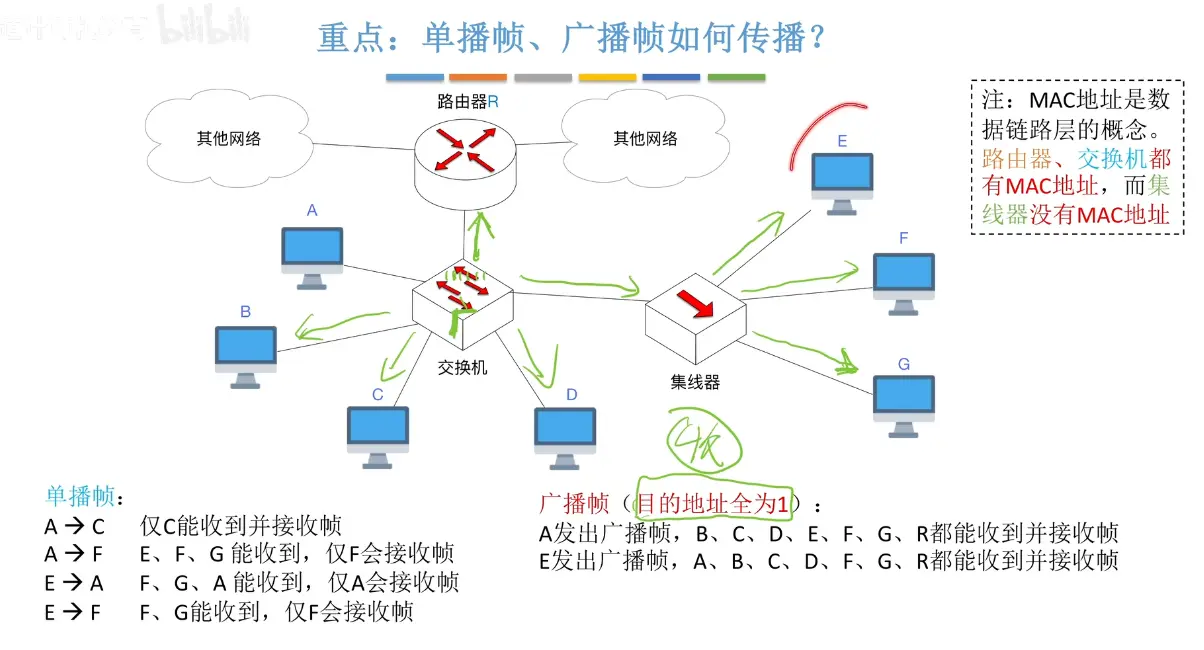 bilibili
重点：单播帧、广播帧如何传播？
路由器R
其他网络
其他网络
注：MAC地址是数
据链路层的概念。
路由器、交换机都
有MAC地址，而集
线器没有MAC地址
E
A
F
B
交换机
集线器
G
C
D
单播帧：
A→C 仅C能收到并接收帧
A→F E、F、G 能收到，仅F会接收帧
E→A F、G、A 能收到，仅A会接收帧
E→F F、G能收到，仅F会接收帧
广播帧（目的地址全为1）：
A发出广播帧，B、C、D、E、F、G、R都能收到并接收帧
E发出广播帧，A、B、C、D、F、G、R都能收到并接收帧